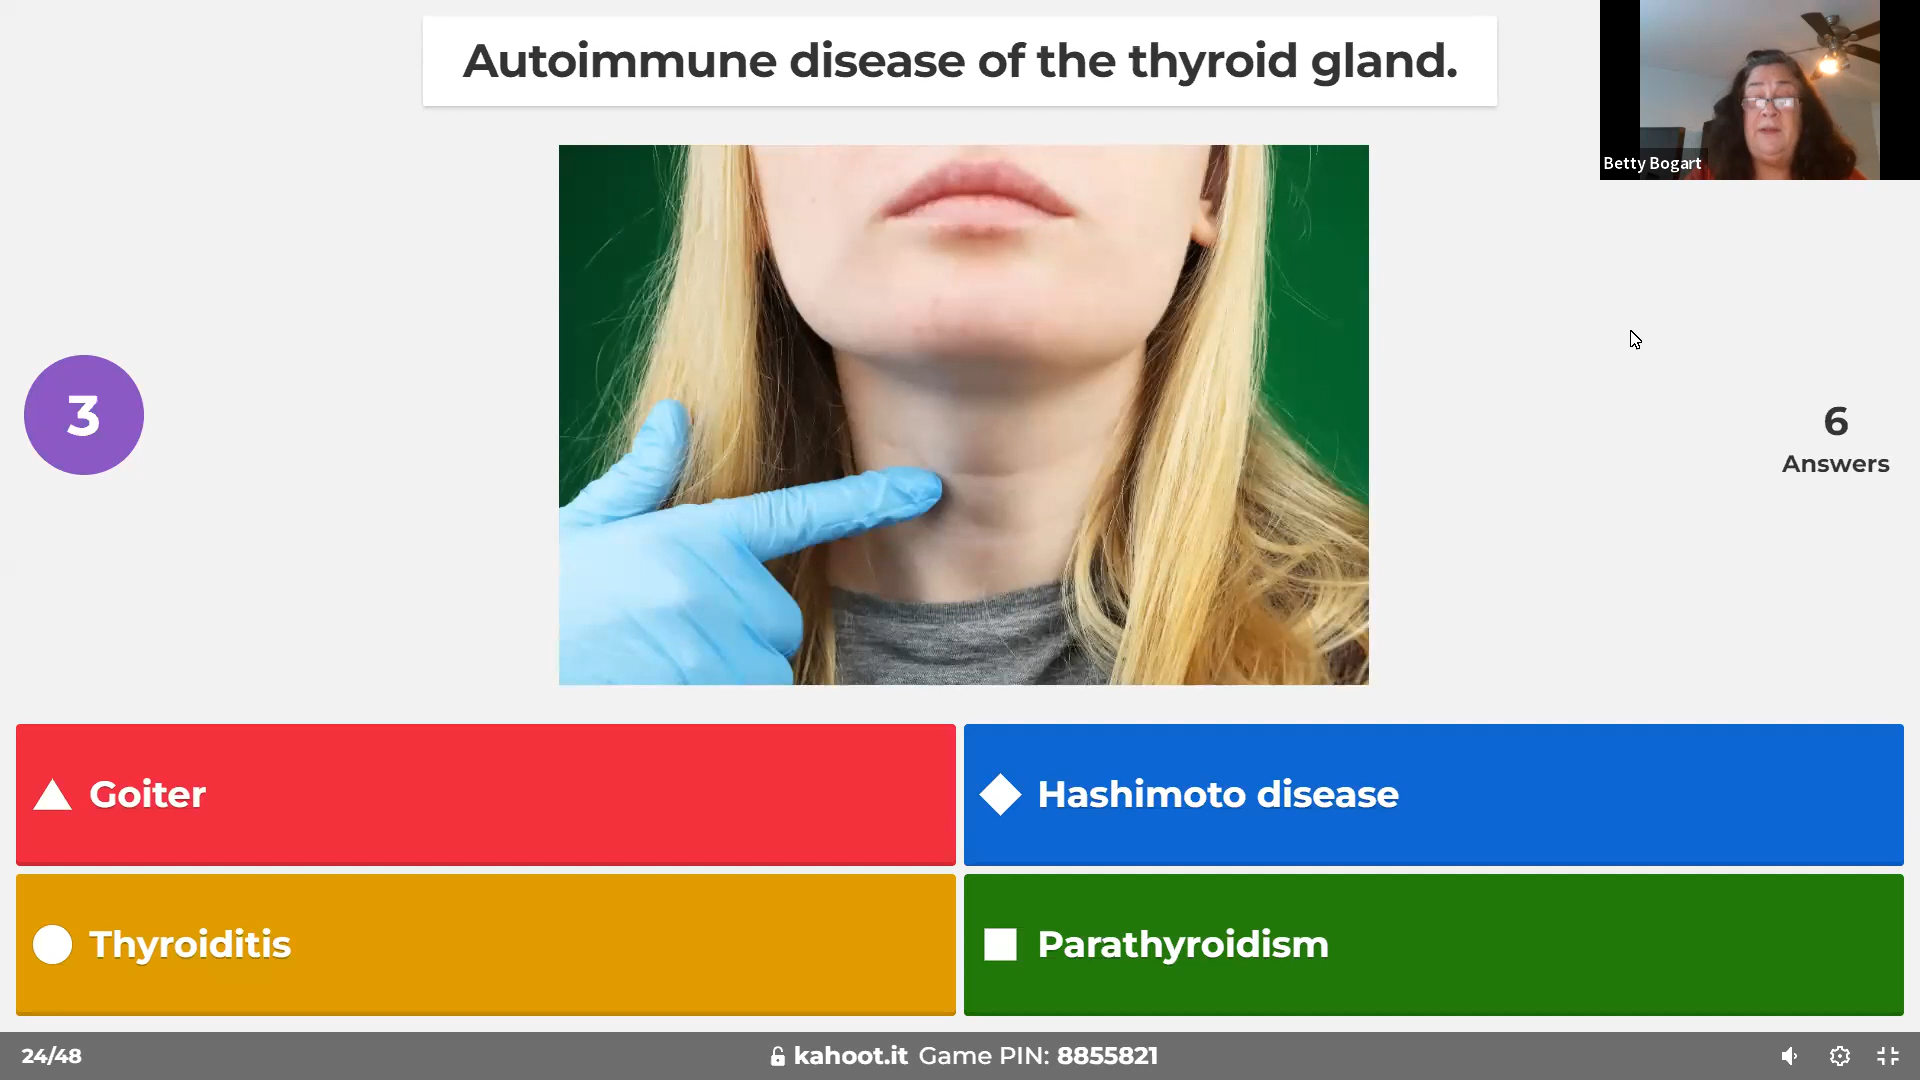 Autoimmune disease of the thyroid gland.
Betty Bogart
3
6
Answers
Goiter
Hashimoto disease
Thyroiditis
Parathyroidism
24/48
kahoot.it Game PIN: 8855821